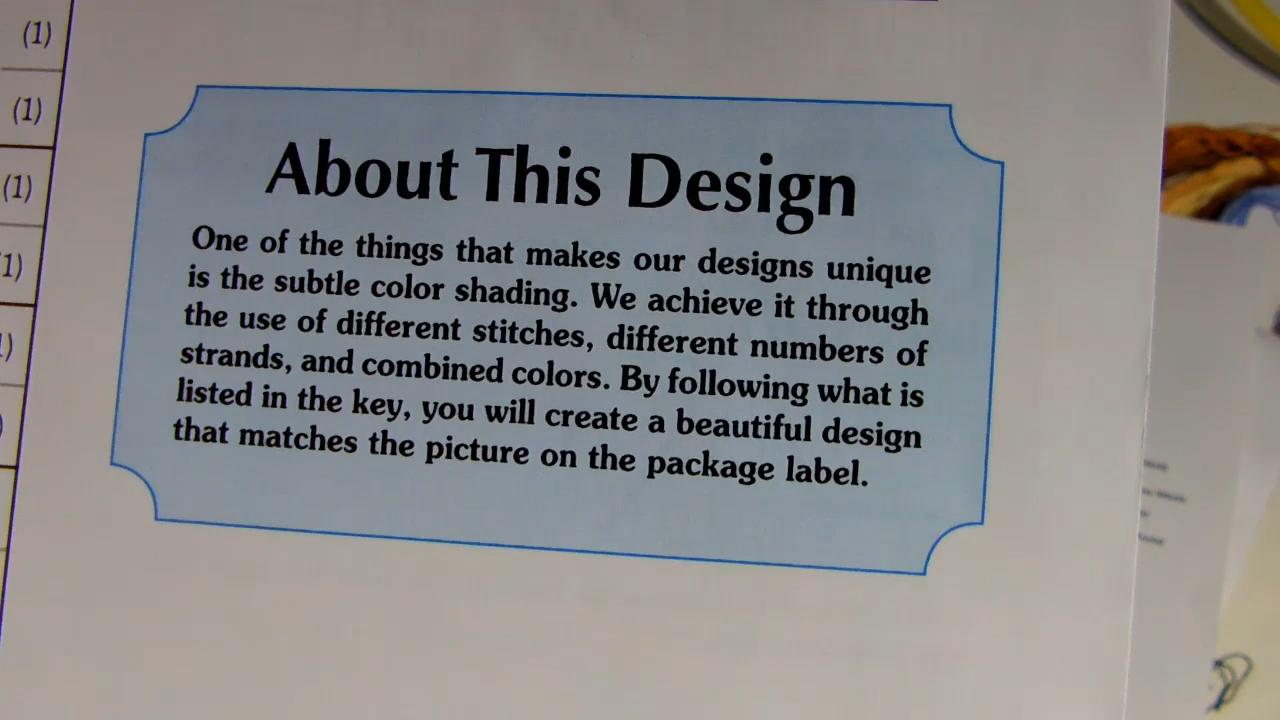 (1)
(1)
(1)
1)
About This Design
One of the things that makes our designs unique
is the subtle color shading. We achieve it through
the use of different stitches, different numbers of
strands, and combined colors. By following what is
listed in the key, you will create a beautiful design
that matches the picture on the package label.